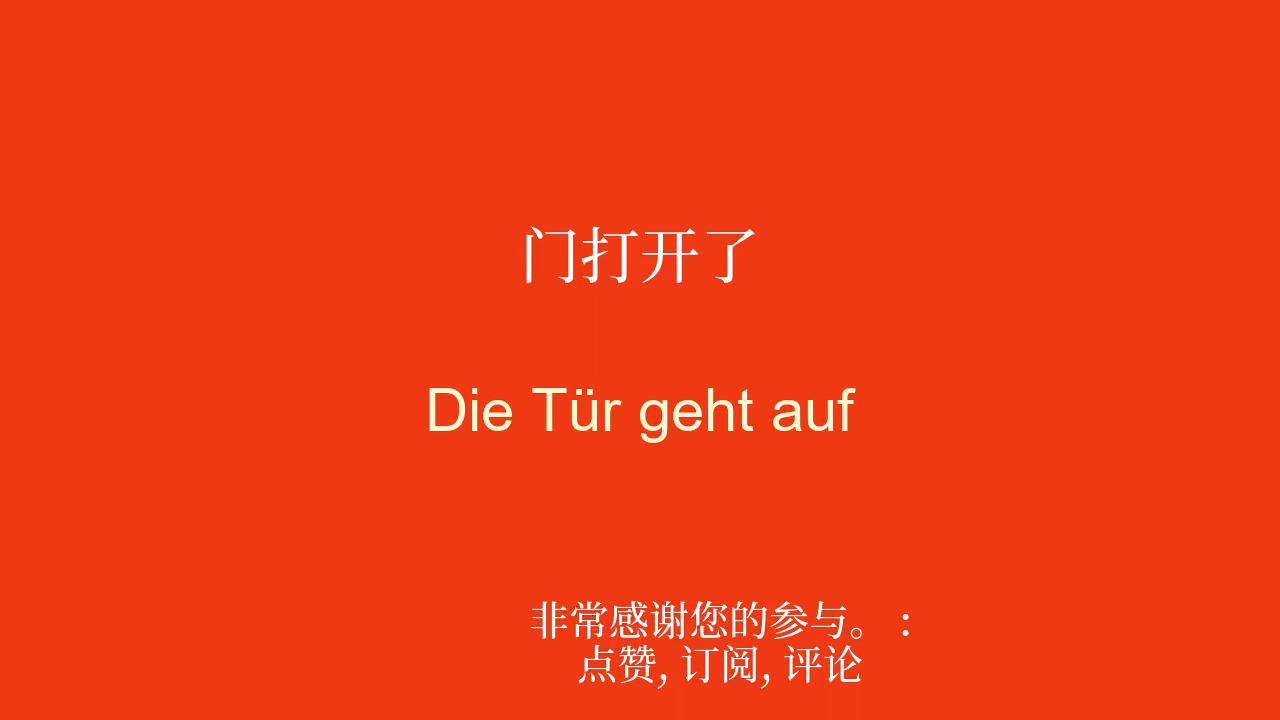 门打开了
Die Tür geht auf
非常感谢您的参与。 :
点赞, 订阅, 评论